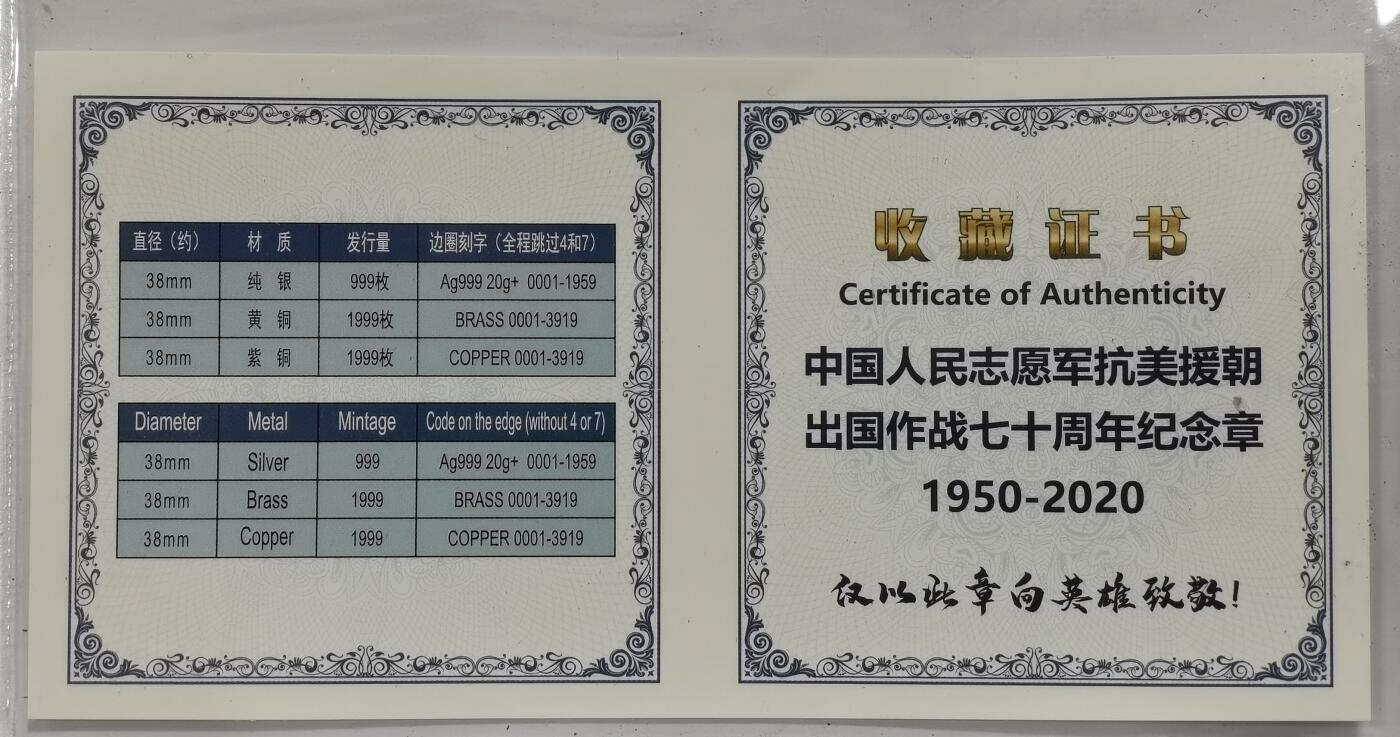 直径（约） 材 质 发行量 边圈刻字（全程跳过4和7）
38mm 纯 银 999枚 Ag999 20g+ 0001-1959
38mm 黄 铜 1999枚 BRASS 0001-3919
38mm 紫 铜 1999枚 COPPER 0001-3919
Diameter Metal Mintage Code on the edge (without 4 or 7)
38mm Silver 999 Ag999 20g+ 0001-1959
38mm Brass 1999 BRASS 0001-3919
38mm Copper 1999 COPPER 0001-3919
收藏证书
Certificate of Authenticity
中国人民志愿军抗美援朝
出国作战七十周年纪念章
1950-2020
仅以此章向英雄致敬！